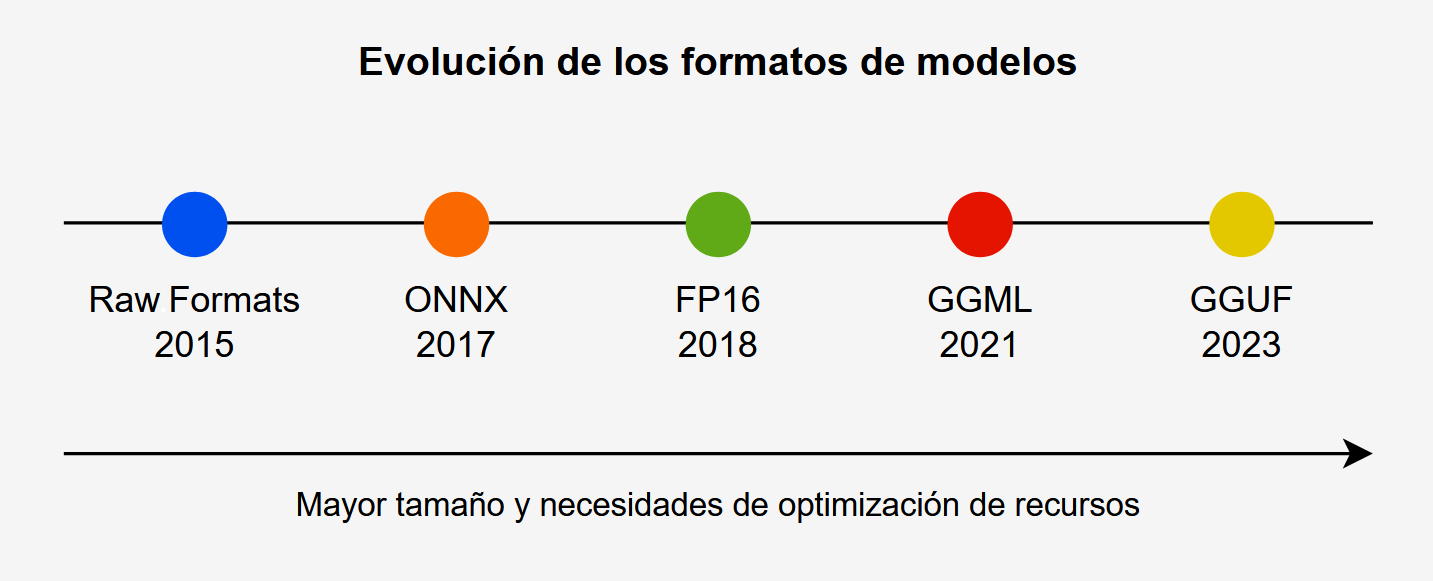 Evolución de los formatos de modelos
Raw Formats
2015
ONNX
2017
FP16
2018
GGML
2021
GGUF
2023
Mayor tamaño y necesidades de optimización de recursos